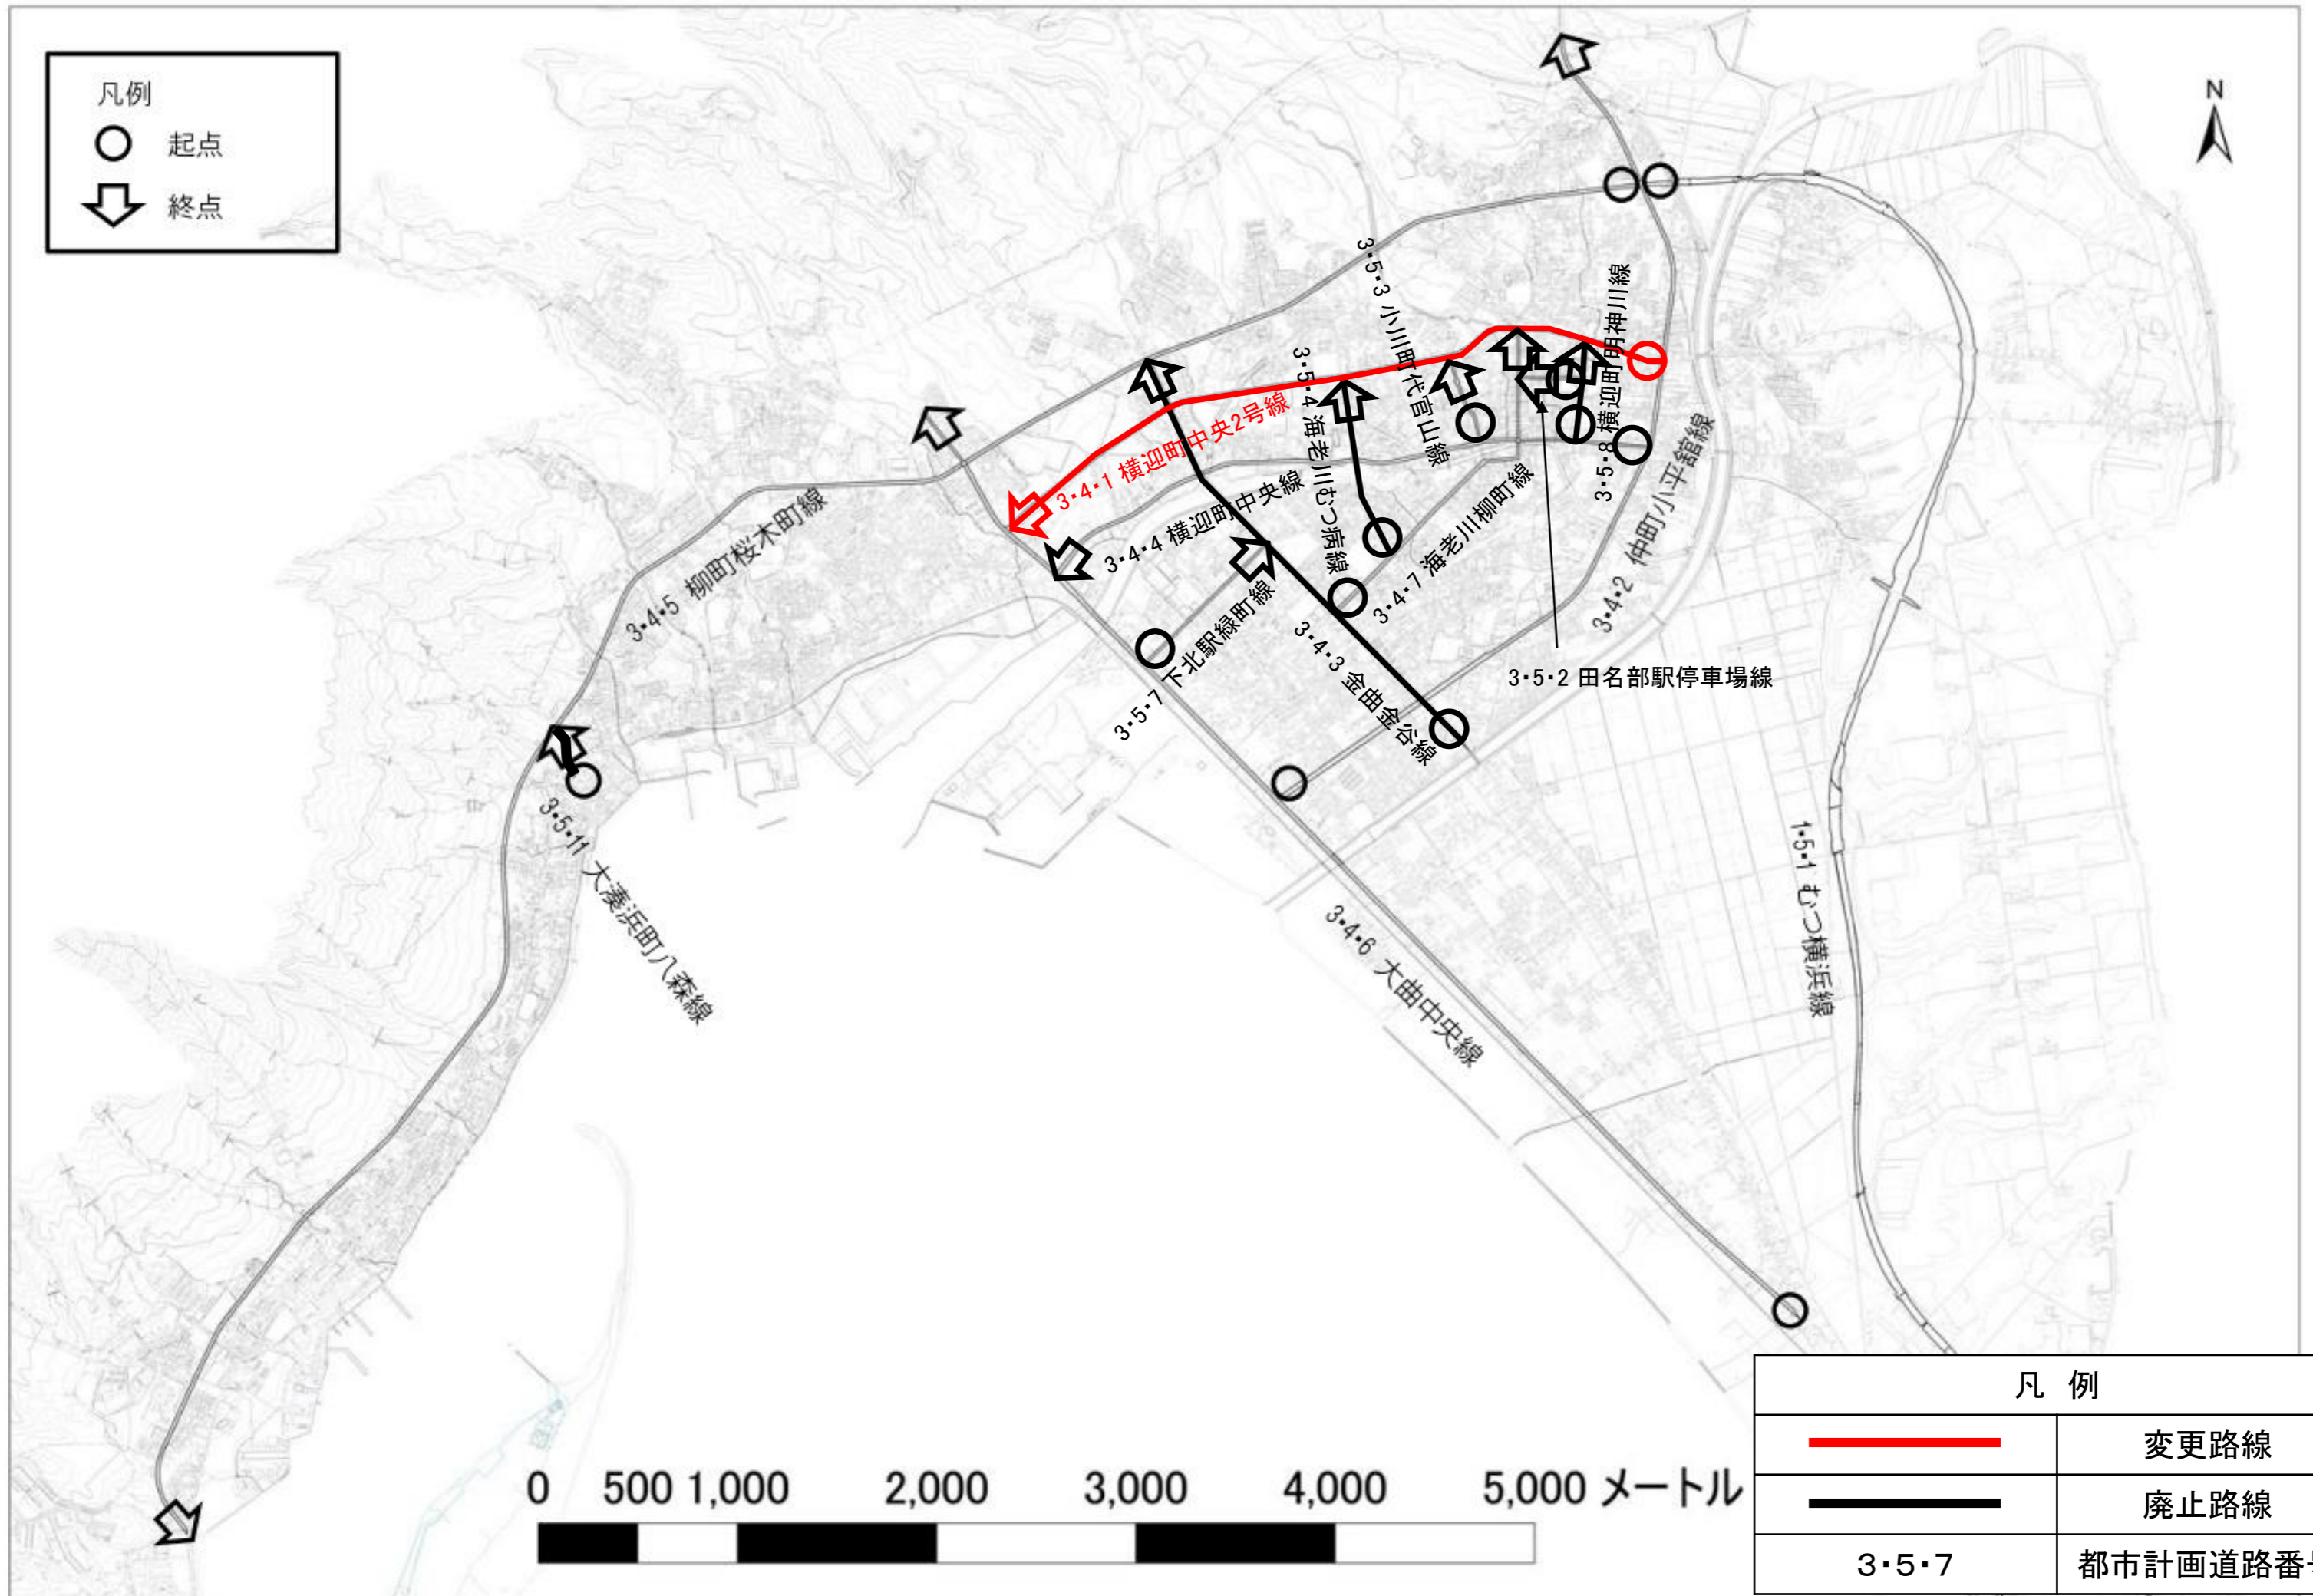 凡例
起点
終点
N
3・5・3 小川町代官山線
3・5・4 海老川むつ病線
3・5・8 横迎町明神川線
3・4・1 横迎町中央2号線
3・4・4 横迎町中央線
3・4・7 海老川柳町線
3・4・2 仲町小平舘線
3・4・5 柳町桜木町線
3・5・7 下北駅緑町線
3・4・3 金曲金谷線
3・5・2 田名部駅停車場線
3・5・11 大湊浜町八森線
3・4・6 大曲中央線
1・5・1 むつ横浜線
0 500 1,000 2,000 3,000 4,000 5,000 メートル
凡 例
変更路線
廃止路線
3・5・7 都市計画道路番